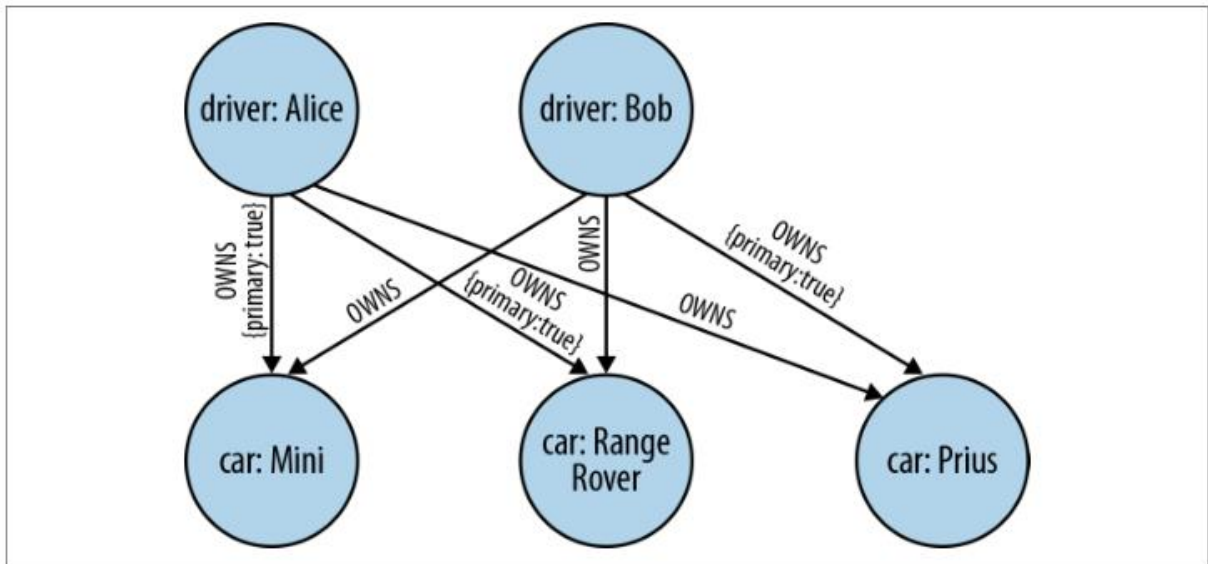 driver: Alice
driver: Bob
OWNS
{primary: true}
OWNS
OWNS
{primary:true}
OWNS
OWNS
OWNS
{primary:true}
car: Mini
car: Range
Rover
car: Prius